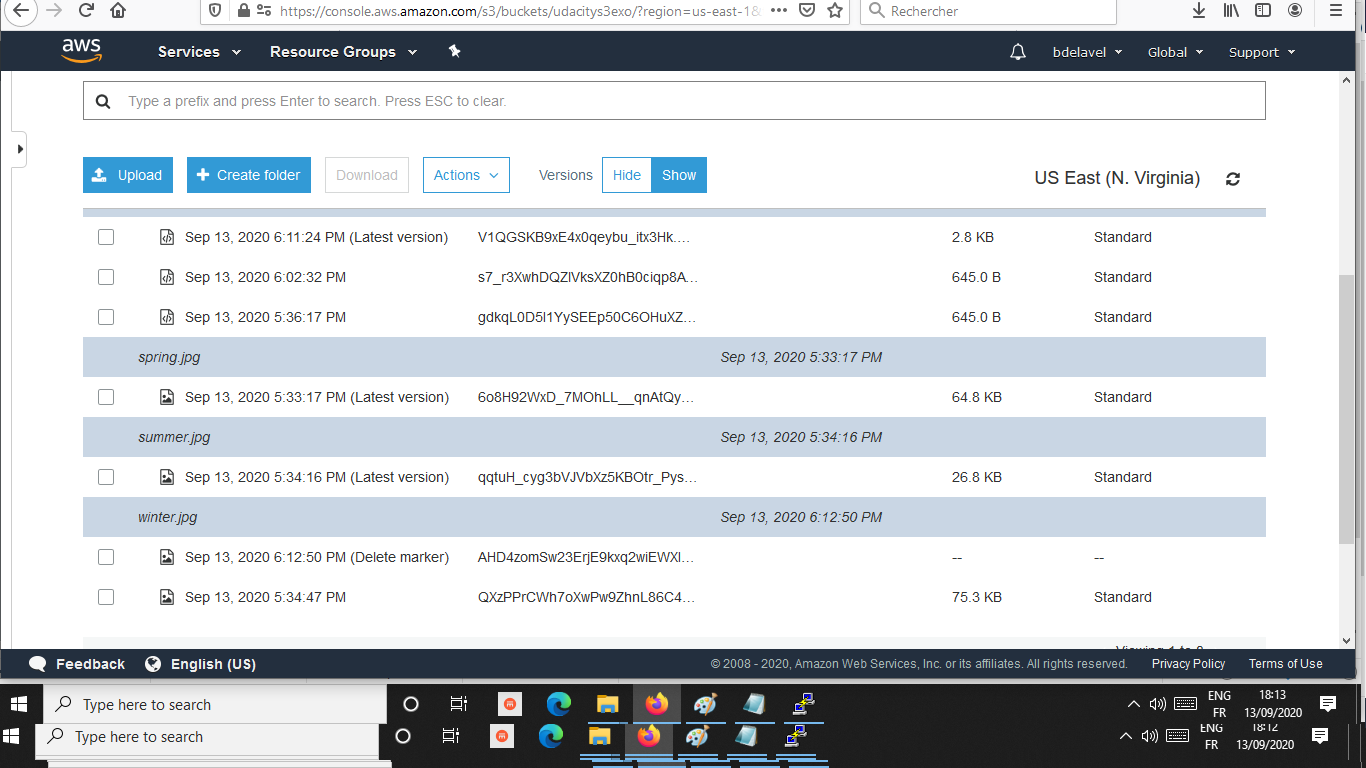 https://console.aws.amazon.com/s3/buckets/udacitys3exo/?region=us-east-1&
Rechercher
aws Services Resource Groups bdelavel Global Support
Type a prefix and press Enter to search. Press ESC to clear.
Upload Create folder Download Actions Versions Hide Show US East (N. Virginia)
Sep 13, 2020 6:11:24 PM (Latest version) V1QGSKB9xE4x0qeybu_itx3Hk.... 2.8 KB Standard
Sep 13, 2020 6:02:32 PM s7_r3XwhDQZlVksXZ0hB0ciqp8A... 645.0 B Standard
Sep 13, 2020 5:36:17 PM gdkqL0D5l1YySEEp50C6OHuXZ... 645.0 B Standard
spring.jpg Sep 13, 2020 5:33:17 PM
Sep 13, 2020 5:33:17 PM (Latest version) 6o8H92WxD_7MOhLL__qnAtQy... 64.8 KB Standard
summer.jpg Sep 13, 2020 5:34:16 PM
Sep 13, 2020 5:34:16 PM (Latest version) qqtuH_cyg3bVJVbXz5KBOtr_Pys... 26.8 KB Standard
winter.jpg Sep 13, 2020 6:12:50 PM
Sep 13, 2020 6:12:50 PM (Delete marker) AHD4zomSw23ErjE9kxq2wiEWXl... -- --
Sep 13, 2020 5:34:47 PM QXzPPrCWh7oXwPw9ZhnL86C4... 75.3 KB Standard
Feedback English (US) © 2008 - 2020, Amazon Web Services, Inc. or its affiliates. All rights reserved. Privacy Policy Terms of Use
Type here to search ENG 18:13
FR 13/09/2020
Type here to search ENG 18:12
FR 13/09/2020